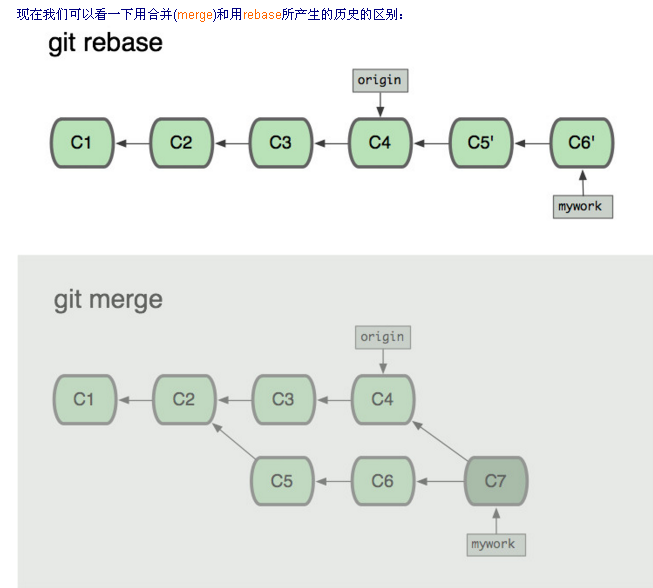 现在我们可以看一下用合并(merge)和用rebase所产生的历史的区别：
git rebase
origin
C1 C2 C3 C4 C5' C6'
mywork
git merge
origin
C1 C2 C3 C4
C5 C6 C7
mywork